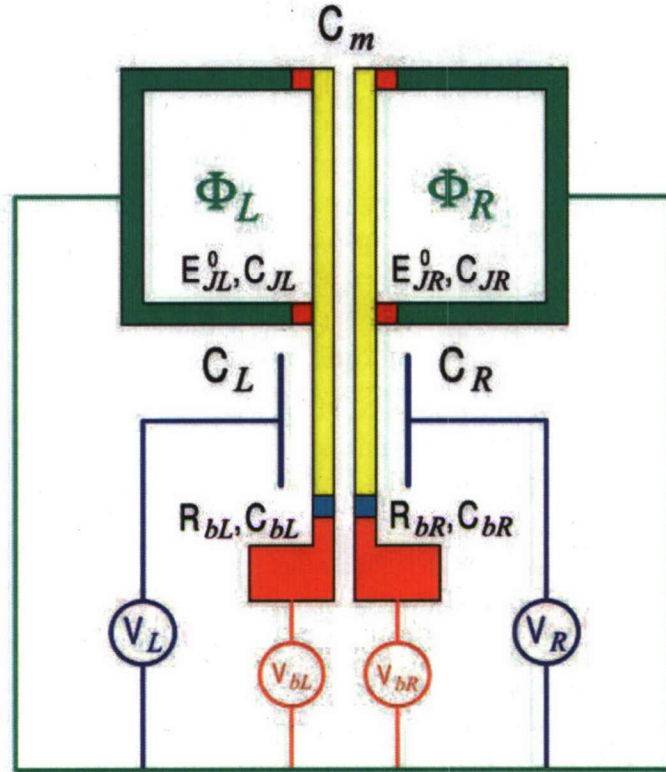 C_m
Φ_L Φ_R
E⁰_JL, C_JL E⁰_JR, C_JR
C_L C_R
R_bL, C_bL R_bR, C_bR
V_L V_R
V_bL V_bR